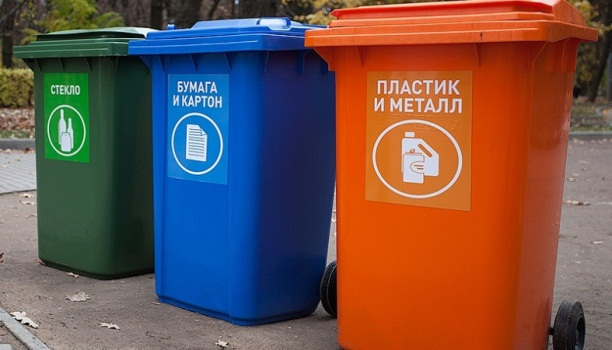 СТЕКЛО
БУМАГА
И КАРТОН
ПЛАСТИК
И МЕТАЛЛ